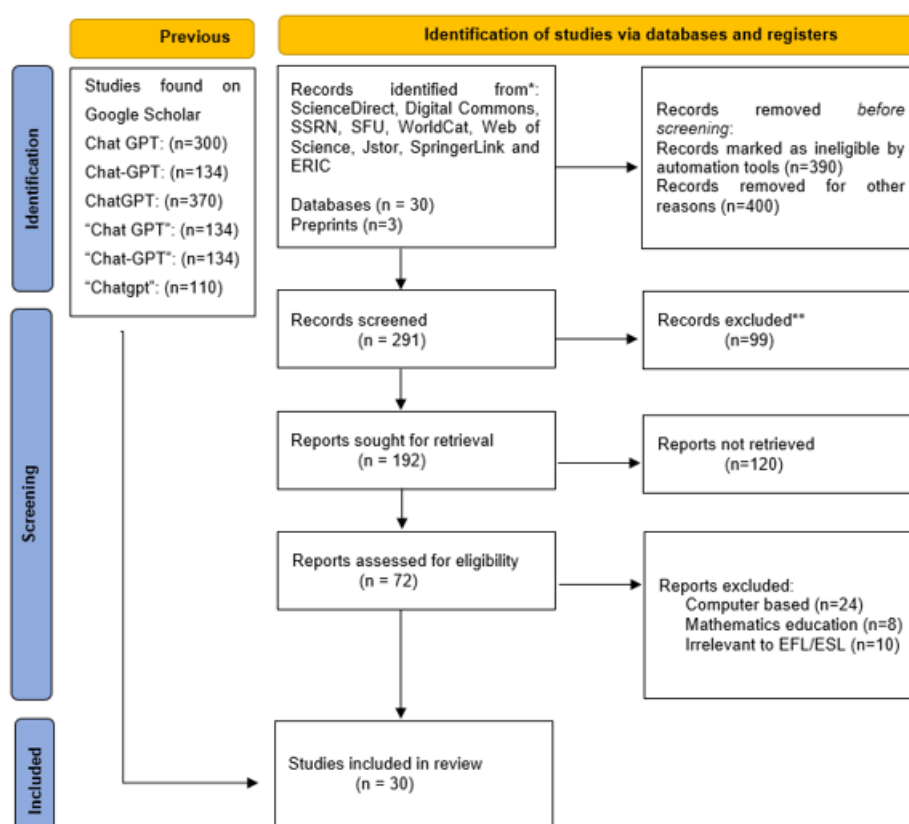 Previous
Identification of studies via databases and registers
Identification
Studies found on
Google Scholar
Chat GPT: (n=300)
Chat-GPT: (n=134)
ChatGPT: (n=370)
“Chat GPT”: (n=134)
“Chat-GPT”: (n=134)
“Chatgpt”: (n=110)
Records identified from*:
ScienceDirect, Digital Commons,
SSRN, SFU, WorldCat, Web of
Science, Jstor, SpringerLink and
ERIC
Databases (n = 30)
Preprints (n=3)
Records removed before
screening:
Records marked as ineligible by
automation tools (n=390)
Records removed for other
reasons (n=400)
Screening
Records screened
(n = 291)
Records excluded**
(n=99)
Reports sought for retrieval
(n = 192)
Reports not retrieved
(n=120)
Reports assessed for eligibility
(n = 72)
Reports excluded:
Computer based (n=24)
Mathematics education (n=8)
Irrelevant to EFL/ESL (n=10)
Included
Studies included in review
(n = 30)